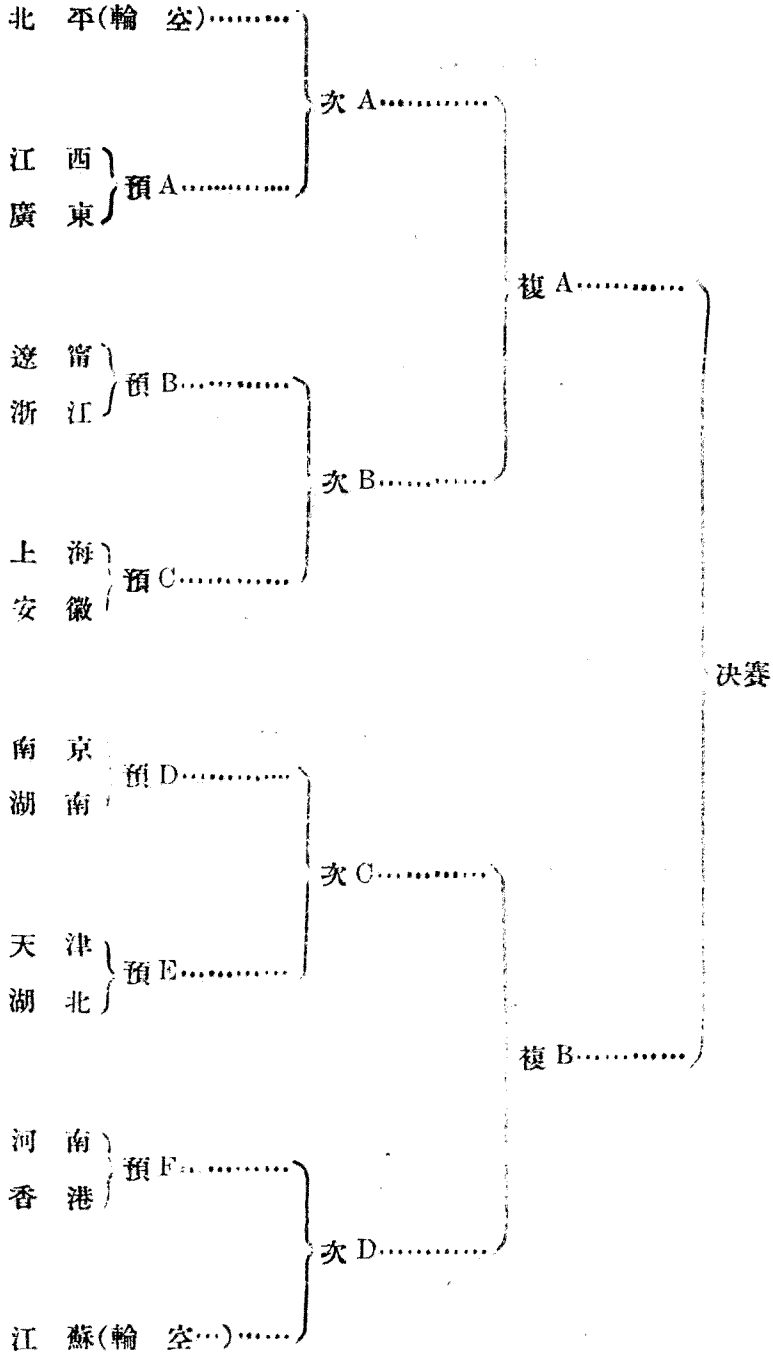 北平(輪空)
次A
江西
預A
廣東
複A
遼甯
預B
浙江
次B
上海
預C
安徽
决賽
南京
預D
湖南
次C
天津
預E
湖北
複B
河南
預F
香港
次D
江蘇(輪空…)